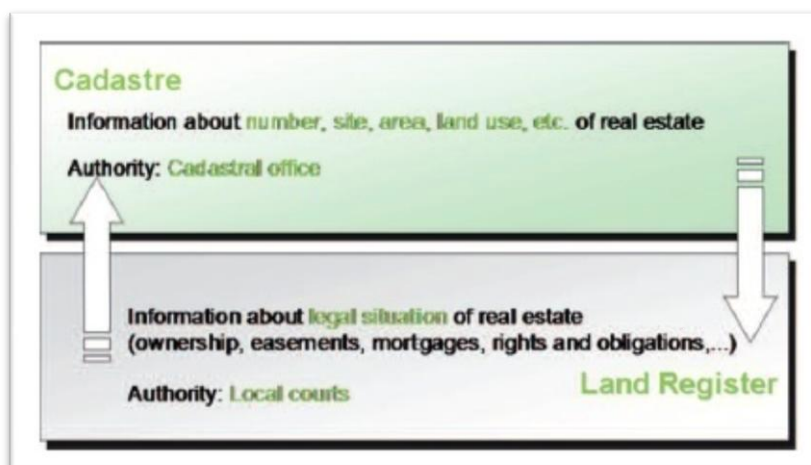 Cadastre
Information about number, site, area, land use, etc. of real estate
Authority: Cadastral office
Information about legal situation of real estate
(ownership, easements, mortgages, rights and obligations,...)
Authority: Local courts
Land Register